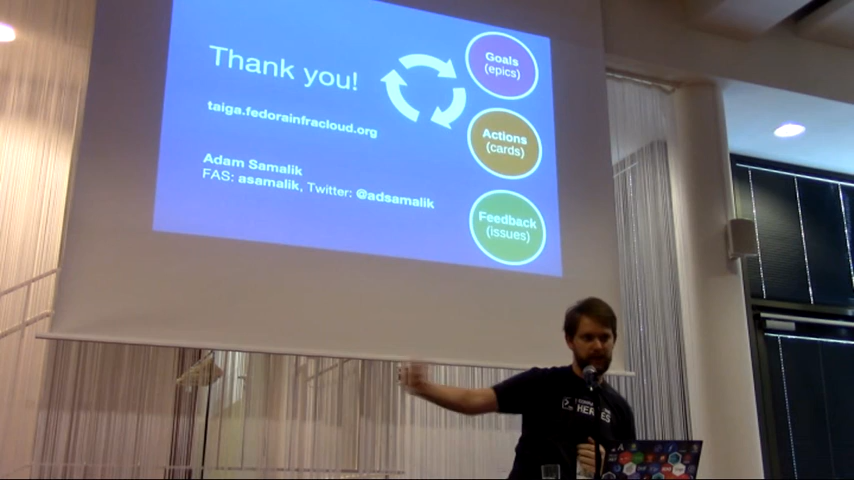 Thank you!
taiga.fedorainfracloud.org
Adam Samalik
FAS: asamalik, Twitter: @adsamalik
Goals
(epics)
Actions
(cards)
Feedback
(issues)